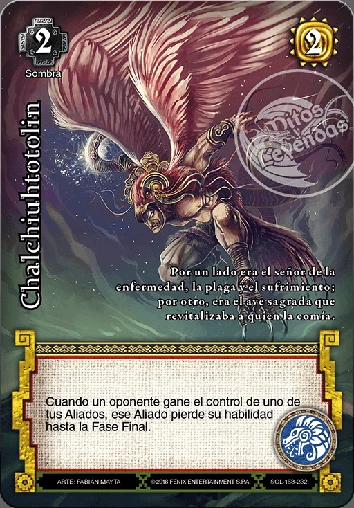 2
Sombra
2
Mitos
Leyendas
Chalchiuhtotolin
Por un lado era el señor de la
enfermedad, la plaga y el sufrimiento;
por otro, era el ave sagrada que
revitalizaba a quien la comía.
Cuando un oponente gane el control de uno de
tus Aliados, ese Aliado pierde su habilidad
hasta la Fase Final.
ARTE: FABIAN MAYTA
©2016 FENIX ENTERTAINMENT S.P.A.